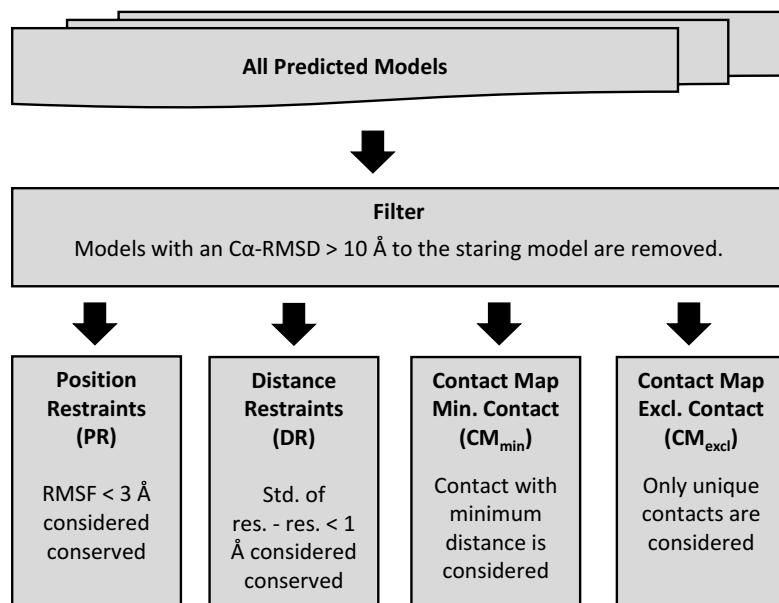 All Predicted Models
Filter
Models with an Cα-RMSD > 10 Å to the staring model are removed.
Position
Restraints
(PR)
RMSF < 3 Å
considered
conserved
Distance
Restraints
(DR)
Std. of
res. - res. < 1
Å considered
conserved
Contact Map
Min. Contact
(CMmin)
Contact with
minimum
distance is
considered
Contact Map
Excl. Contact
(CMexcl)
Only unique
contacts are
considered